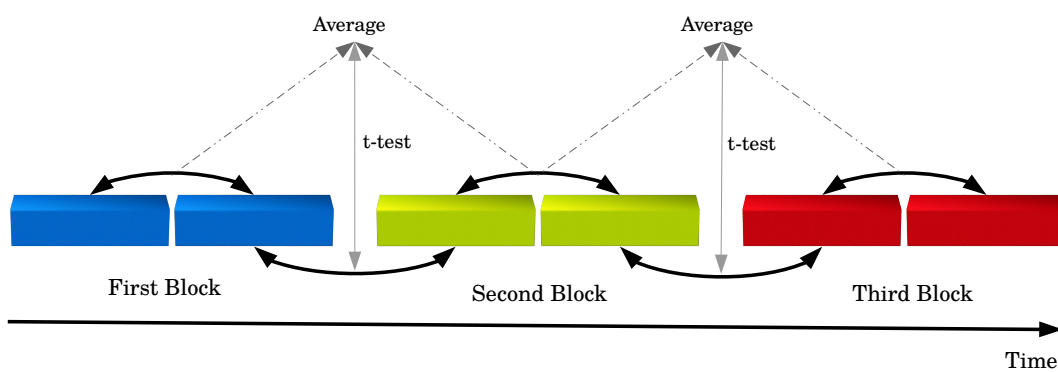 Average
Average
t-test
t-test
First Block
Second Block
Third Block
Time